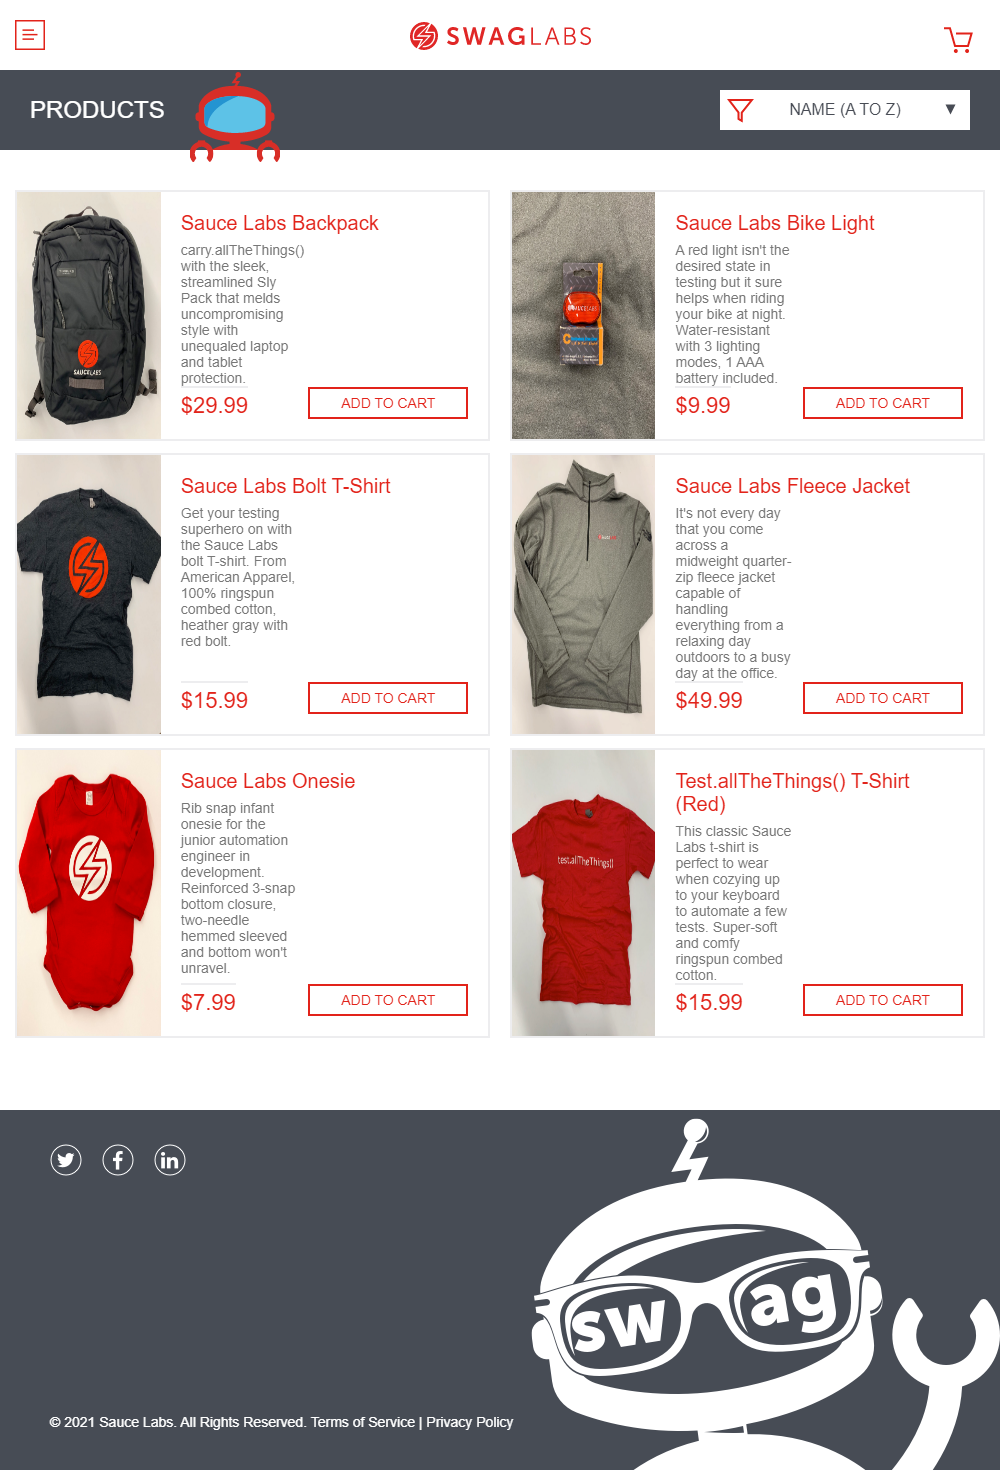 SWAGLABS
PRODUCTS
NAME (A TO Z)
Sauce Labs Backpack
carry.allTheThings()
with the sleek,
streamlined Sly
Pack that melds
uncompromising
style with
unequaled laptop
and tablet
protection.
$29.99
ADD TO CART
SAUCELABS
Sauce Labs Bike Light
A red light isn't the
desired state in
testing but it sure
helps when riding
your bike at night.
Water-resistant
with 3 lighting
modes, 1 AAA
battery included.
$9.99
ADD TO CART
SAUCELABS
Sauce Labs Bolt T-Shirt
Get your testing
superhero on with
the Sauce Labs
bolt T-shirt. From
American Apparel,
100% ringspun
combed cotton,
heather gray with
red bolt.
$15.99
ADD TO CART
Sauce Labs Fleece Jacket
It's not every day
that you come
across a
midweight quarter-
zip fleece jacket
capable of
handling
everything from a
relaxing day
outdoors to a busy
day at the office.
$49.99
ADD TO CART
Sauce Labs Onesie
Rib snap infant
onesie for the
junior automation
engineer in
development.
Reinforced 3-snap
bottom closure,
two-needle
hemmed sleeved
and bottom won't
unravel.
$7.99
ADD TO CART
Test.allTheThings() T-Shirt
(Red)
This classic Sauce
Labs t-shirt is
perfect to wear
when cozying up
to your keyboard
to automate a few
tests. Super-soft
and comfy
ringspun combed
cotton.
$15.99
ADD TO CART
test.allTheThings()
swag
© 2021 Sauce Labs. All Rights Reserved. Terms of Service | Privacy Policy